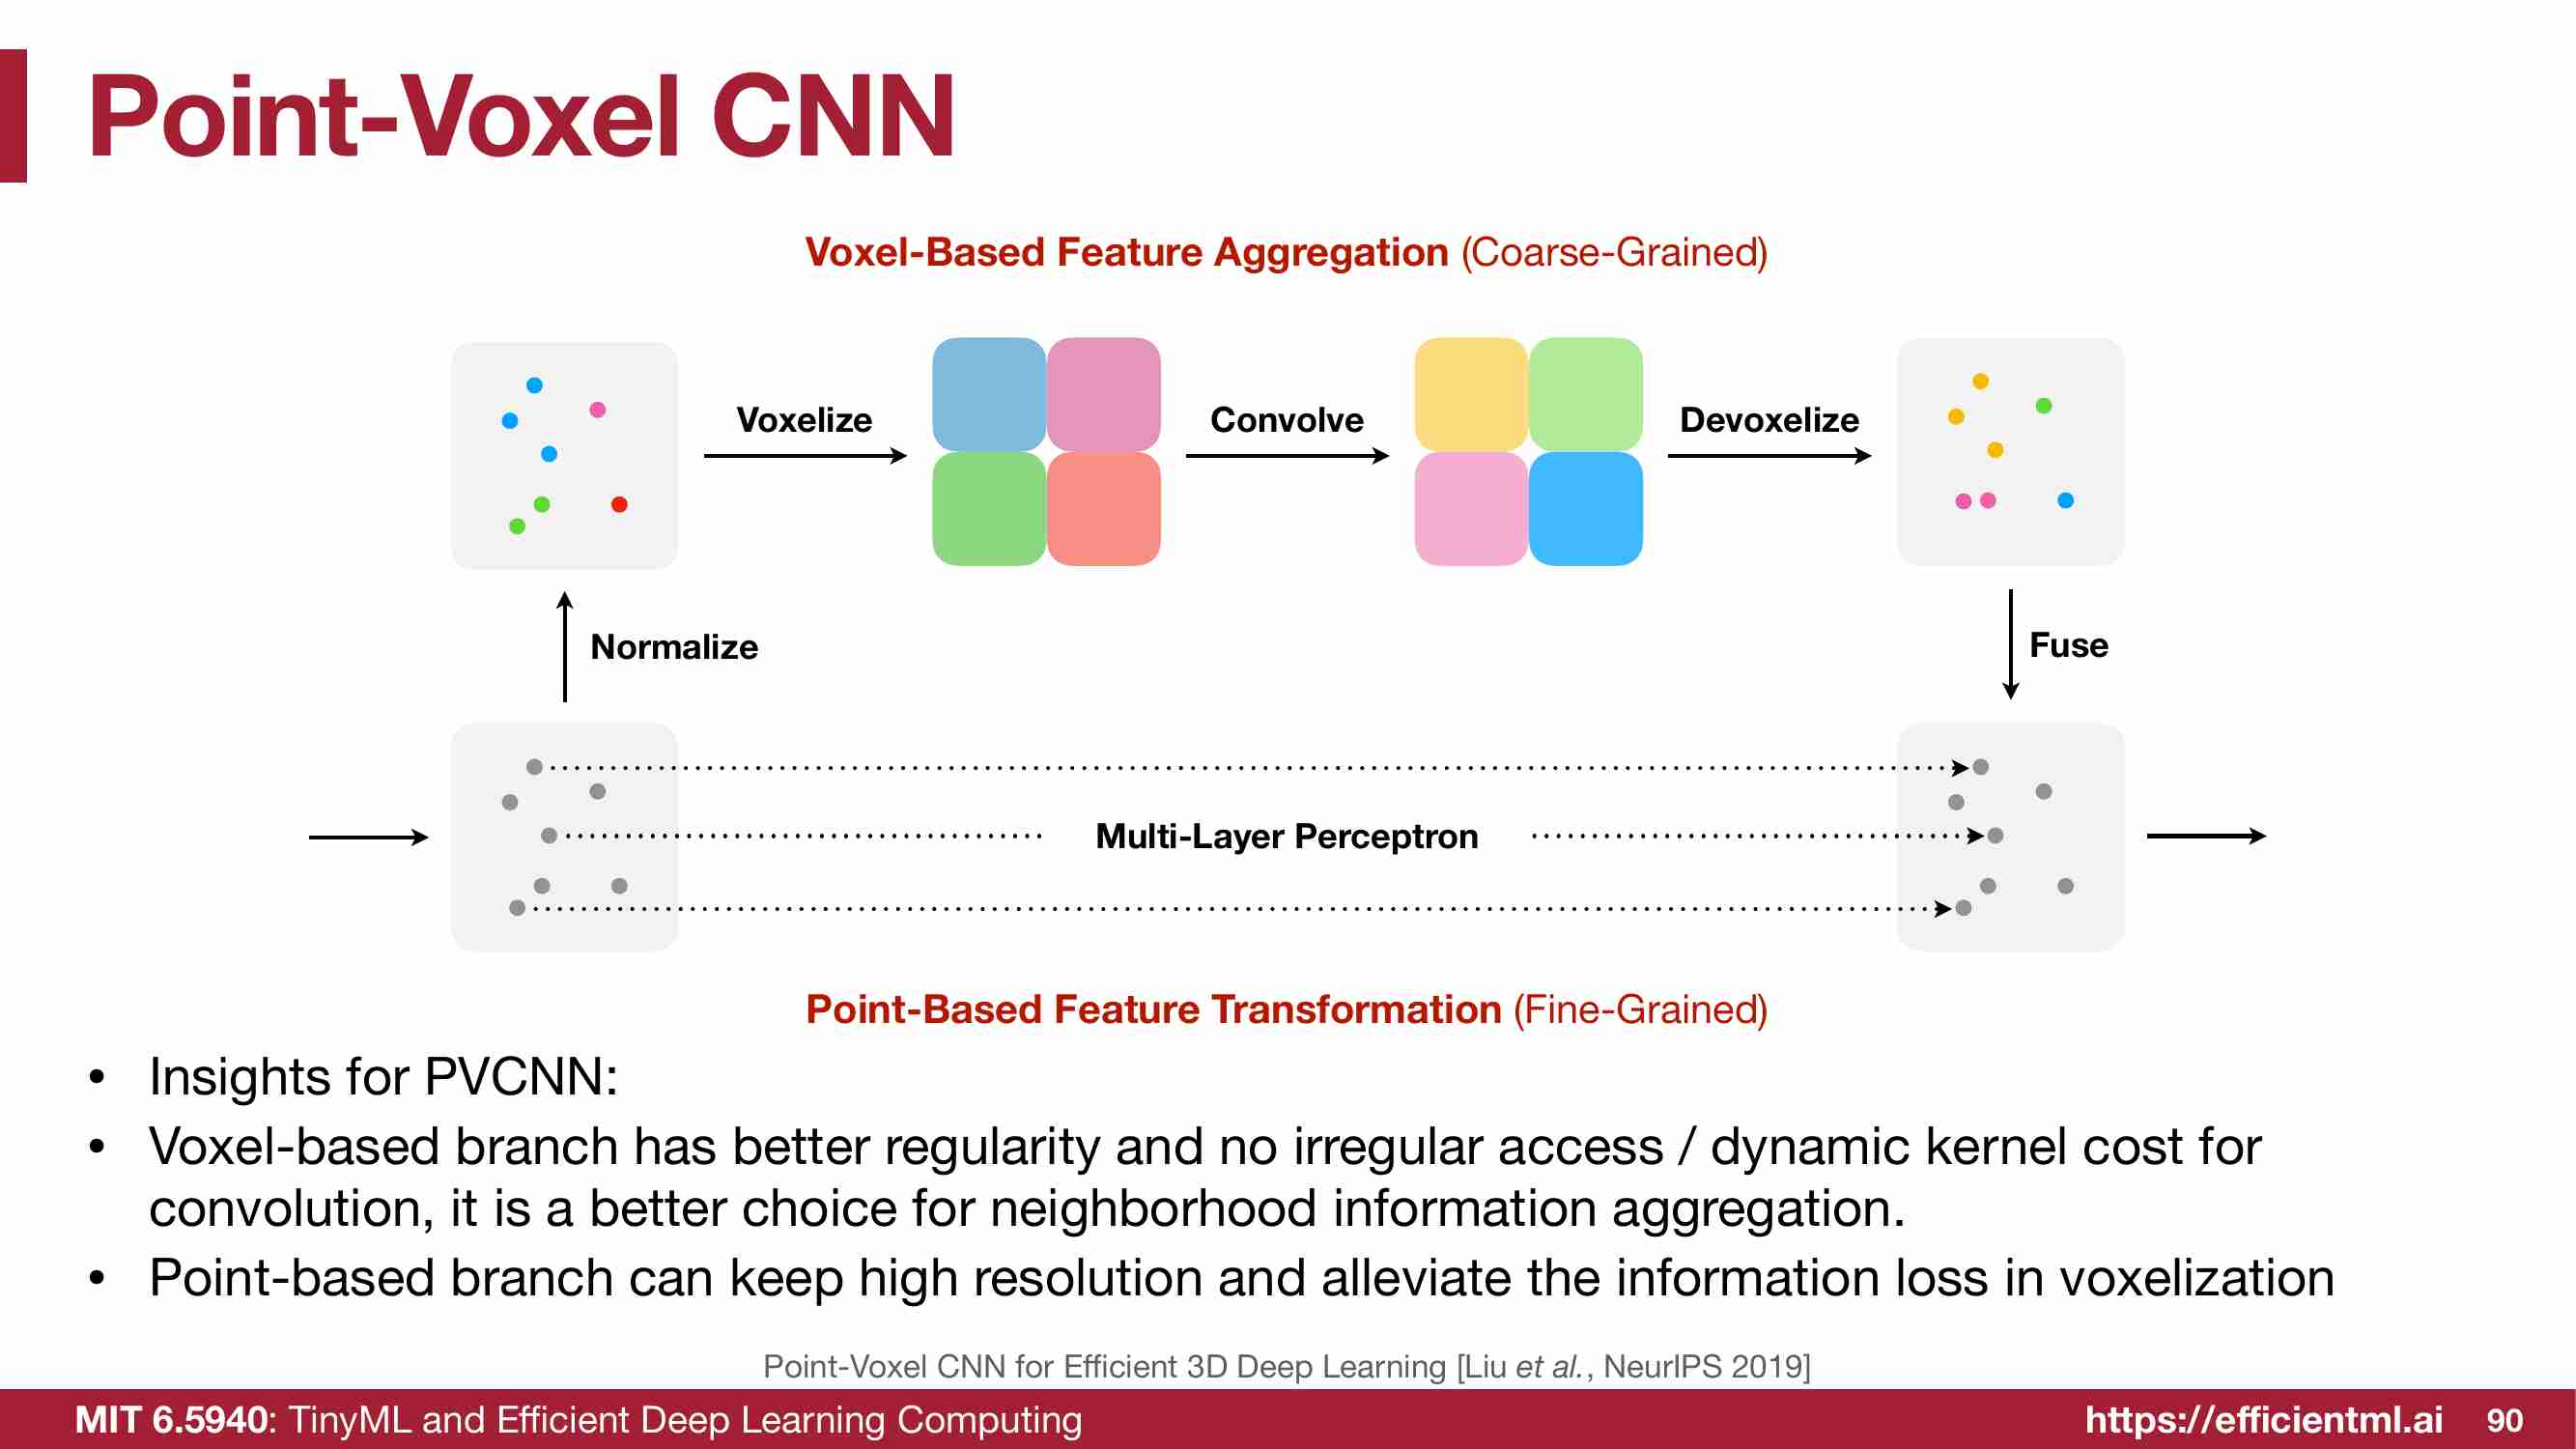 Point-Voxel CNN
Voxel-Based Feature Aggregation (Coarse-Grained)
Voxelize
Convolve
Devoxelize
Normalize
Fuse
Multi-Layer Perceptron
Point-Based Feature Transformation (Fine-Grained)
• Insights for PVCNN:
• Voxel-based branch has better regularity and no irregular access / dynamic kernel cost for
convolution, it is a better choice for neighborhood information aggregation.
• Point-based branch can keep high resolution and alleviate the information loss in voxelization
Point-Voxel CNN for Efficient 3D Deep Learning [Liu et al., NeurIPS 2019]
MIT 6.5940: TinyML and Efficient Deep Learning Computing
https://efficientml.ai
90